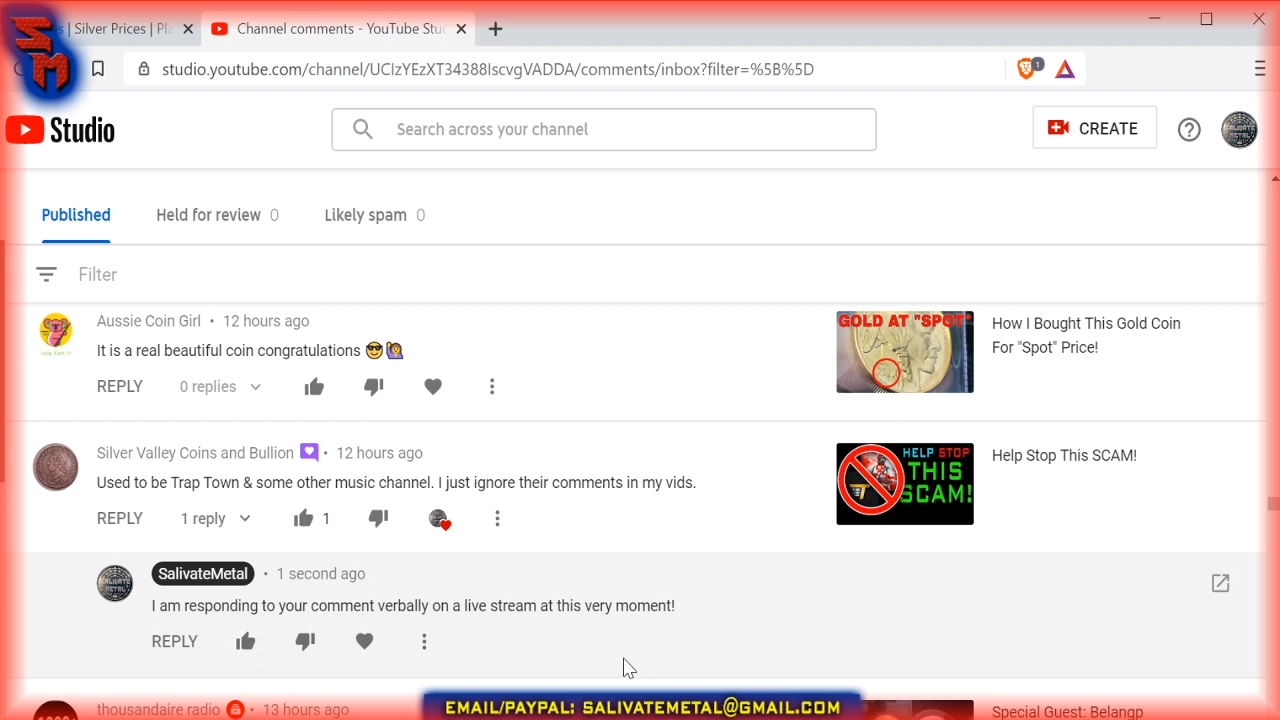 SM
s | Silver Prices | Pla
Channel comments - YouTube Stud
studio.youtube.com/channel/UCIzYEzXT34388IscvgVADDA/comments/inbox?filter=%5B%5D
1
Studio
Search across your channel
CREATE
Published
Held for review 0
Likely spam 0
Filter
Aussie Coin Girl • 12 hours ago
It is a real beautiful coin congratulations 😎🙋
REPLY
0 replies
GOLD AT "SPOT"
How I Bought This Gold Coin
For "Spot" Price!
Silver Valley Coins and Bullion • 12 hours ago
Used to be Trap Town & some other music channel. I just ignore their comments in my vids.
REPLY
1 reply
1
HELP STOP
THIS
SCAM!
Help Stop This SCAM!
SalivateMetal • 1 second ago
I am responding to your comment verbally on a live stream at this very moment!
REPLY
thousandaire radio • 13 hours ago
Special Guest: Belangp
EMAIL/PAYPAL: SALIVATEMETAL@GMAIL.COM